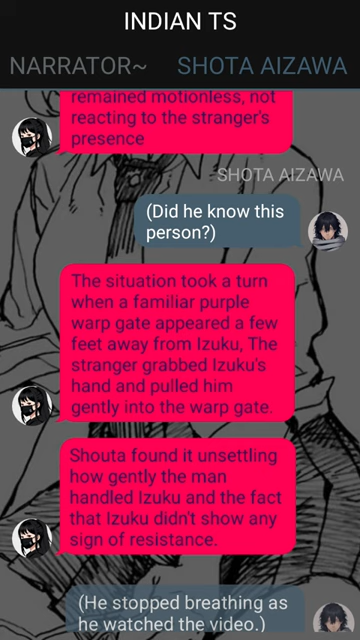 INDIAN TS
NARRATOR~ SHOTA AIZAWA
remained motionless, not
reacting to the stranger's
presence
SHOTA AIZAWA
(Did he know this
person?)
The situation took a turn
when a familiar purple
warp gate appeared a few
feet away from Izuku, The
stranger grabbed Izuku's
hand and pulled him
gently into the warp gate.
Shouta found it unsettling
how gently the man
handled Izuku and the fact
that Izuku didn't show any
sign of resistance.
(He stopped breathing as
he watched the video.)